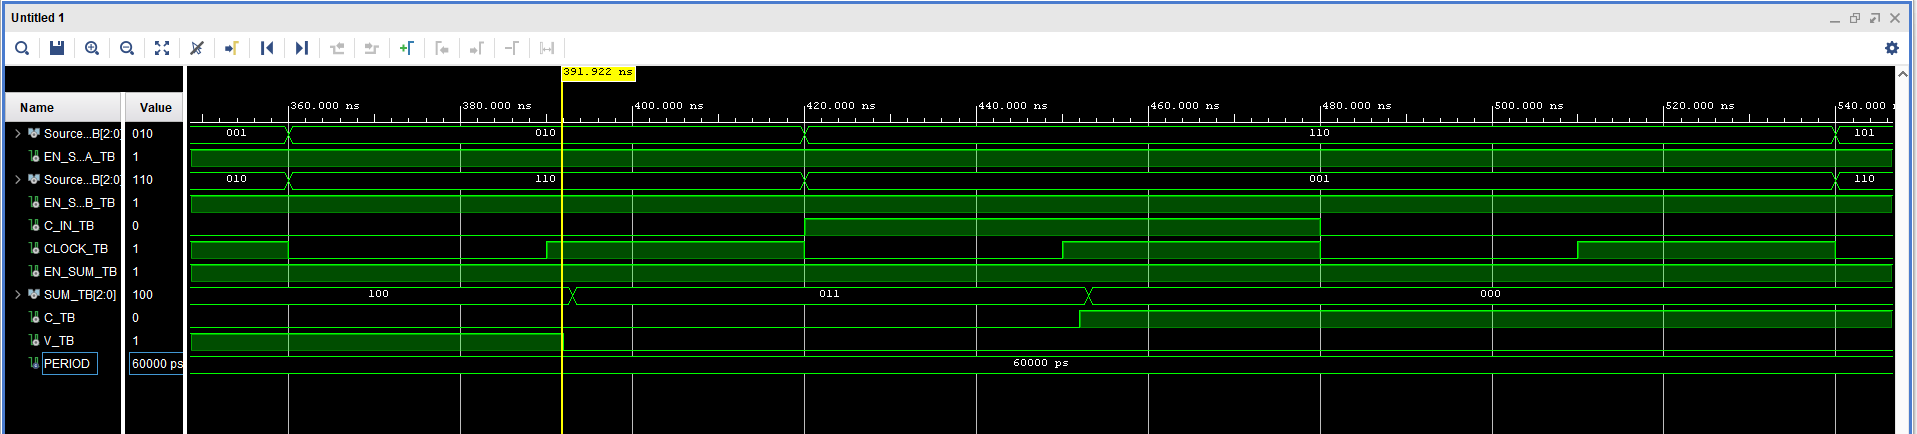 Untitled 1
391.922 ns
Name Value
360.000 ns 380.000 ns 400.000 ns 420.000 ns 440.000 ns 460.000 ns 480.000 ns 500.000 ns 520.000 ns 540.000
Source...B[2:0] 010 001 010 110 101
EN_S...A_TB 1
Source...B[2:0] 110 010 110 001 110
EN_S...B_TB 1
C_IN_TB 0
CLOCK_TB 1
EN_SUM_TB 1
SUM_TB[2:0] 100 100 011 000
C_TB 0
V_TB 1
PERIOD 60000 ps 60000 ps